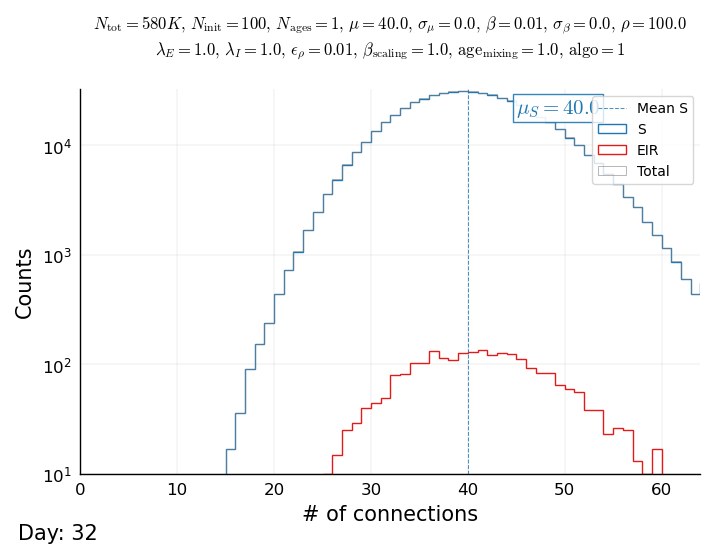 N_tot = 580K, N_init = 100, N_ages = 1, μ = 40.0, σ_μ = 0.0, β = 0.01, σ_β = 0.0, ρ = 100.0
λ_E = 1.0, λ_I = 1.0, ϵ_ρ = 0.01, β_scaling = 1.0, age_mixing = 1.0, algo = 1
μ_S = 40.0
Mean S
S
EIR
Total
10^4
10^3
10^2
10^1
Counts
0 10 20 30 40 50 60
# of connections
Day: 32